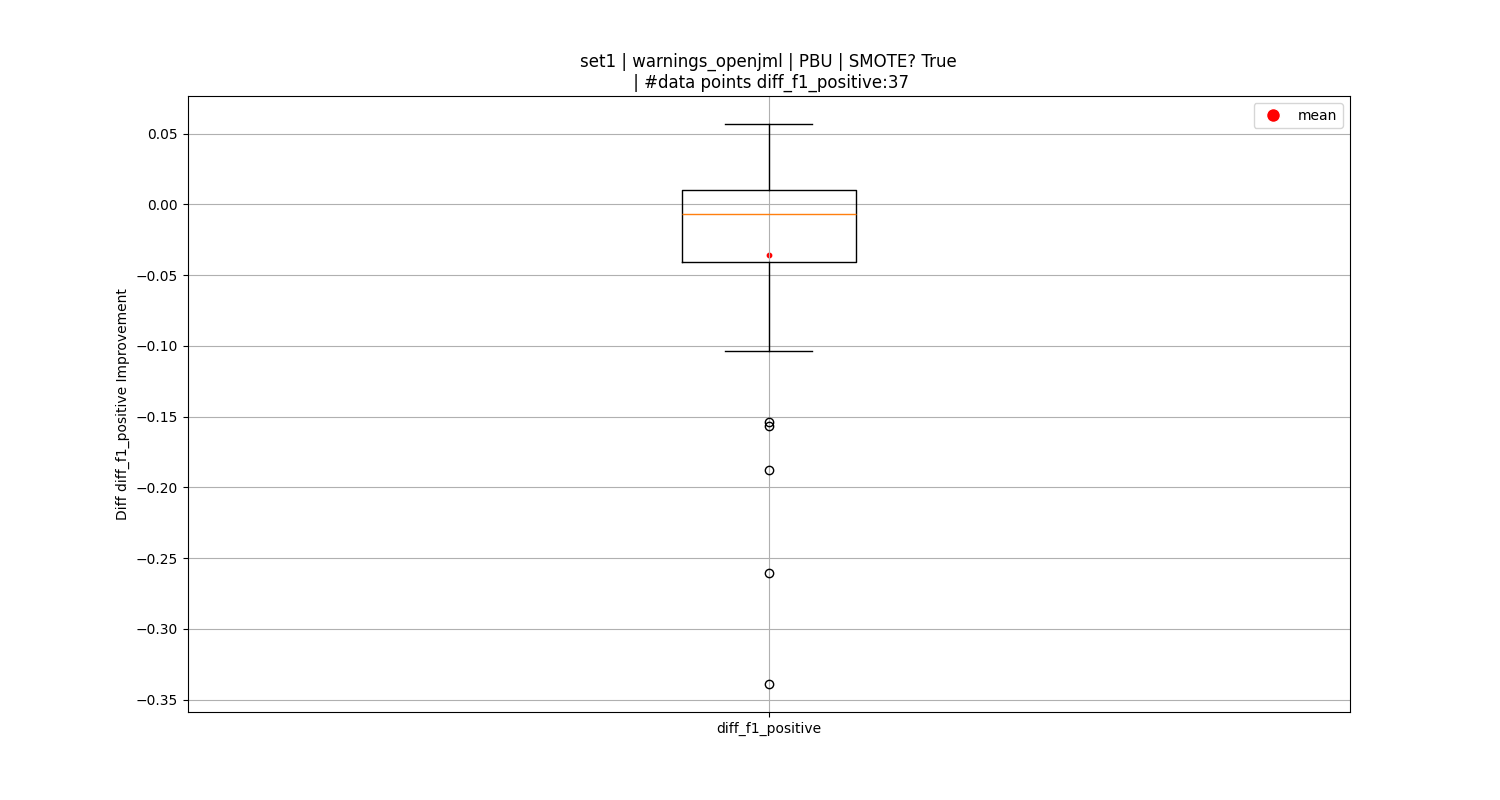 set1 | warnings_openjml | PBU | SMOTE? True
| #data points diff_f1_positive:37
mean
Diff diff_f1_positive Improvement
0.05
0.00
−0.05
−0.10
−0.15
−0.20
−0.25
−0.30
−0.35
diff_f1_positive